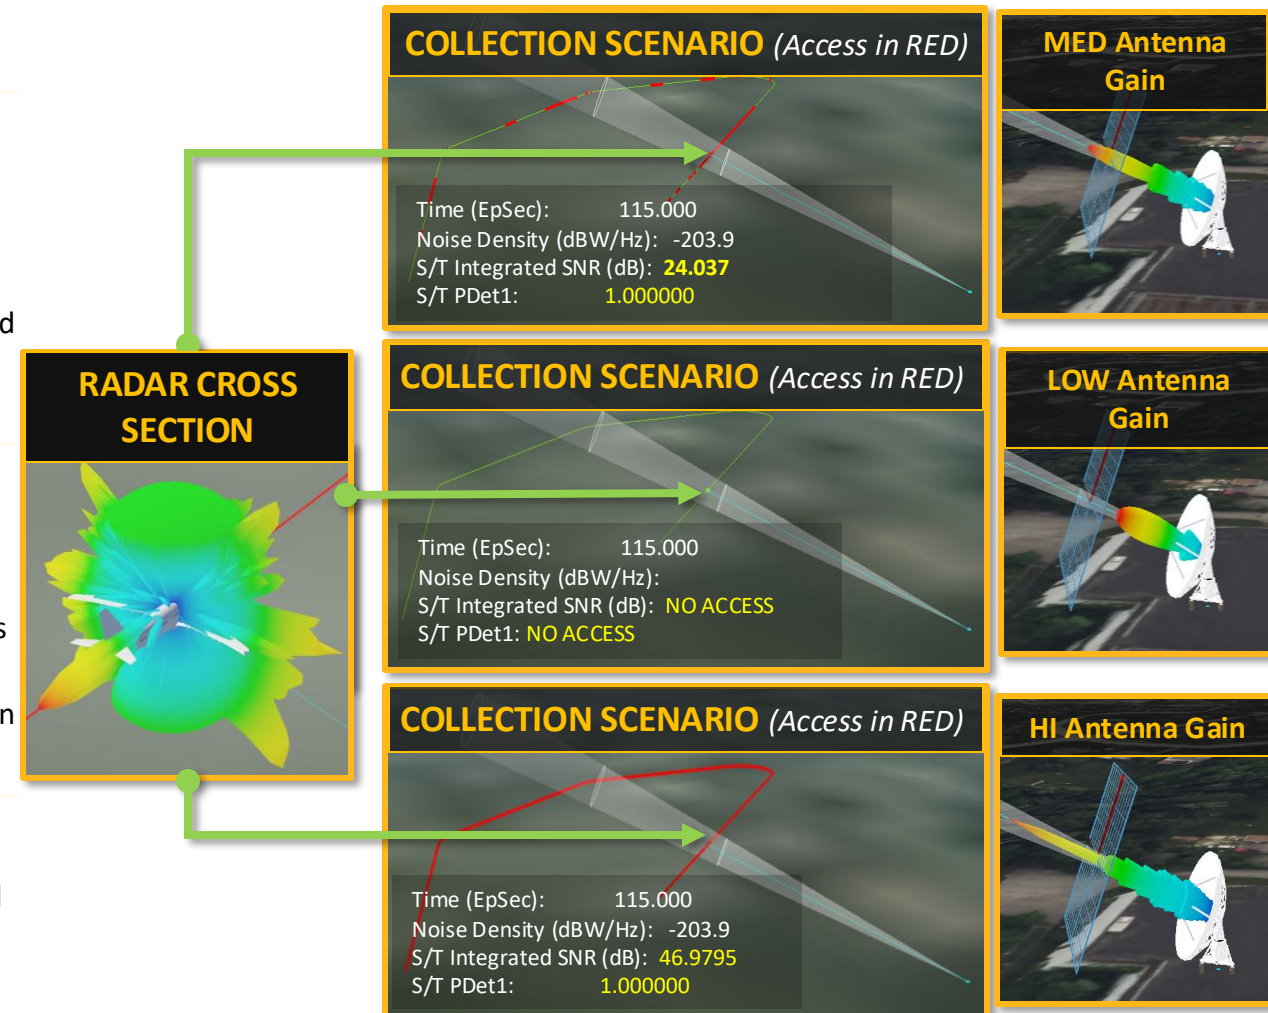 COLLECTION SCENARIO (Access in RED)
Time (EpSec): 115.000
Noise Density (dBW/Hz): -203.9
S/T Integrated SNR (dB): 24.037
S/T PDet1: 1.000000
MED Antenna
Gain
d
RADAR CROSS
SECTION
s
n
COLLECTION SCENARIO (Access in RED)
Time (EpSec): 115.000
Noise Density (dBW/Hz):
S/T Integrated SNR (dB): NO ACCESS
S/T PDet1: NO ACCESS
LOW Antenna
Gain
COLLECTION SCENARIO (Access in RED)
Time (EpSec): 115.000
Noise Density (dBW/Hz): -203.9
S/T Integrated SNR (dB): 46.9795
S/T PDet1: 1.000000
HI Antenna Gain